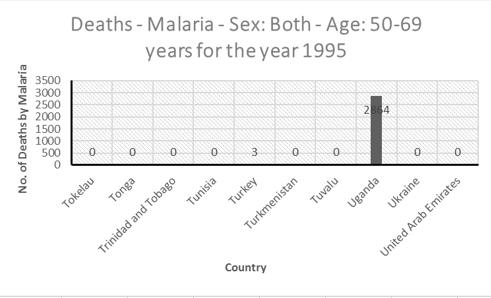 Deaths - Malaria - Sex: Both - Age: 50-69
years for the year 1995
No. of Deaths by Malaria
3500
3000
2500
2000
1500
1000
500
0
0
0
0
0
3
0
0
2864
0
0
Tokelau
Tonga
Trinidad and Tobago
Tunisia
Turkey
Turkmenistan
Tuvalu
Uganda
Ukraine
United Arab Emirates
Country